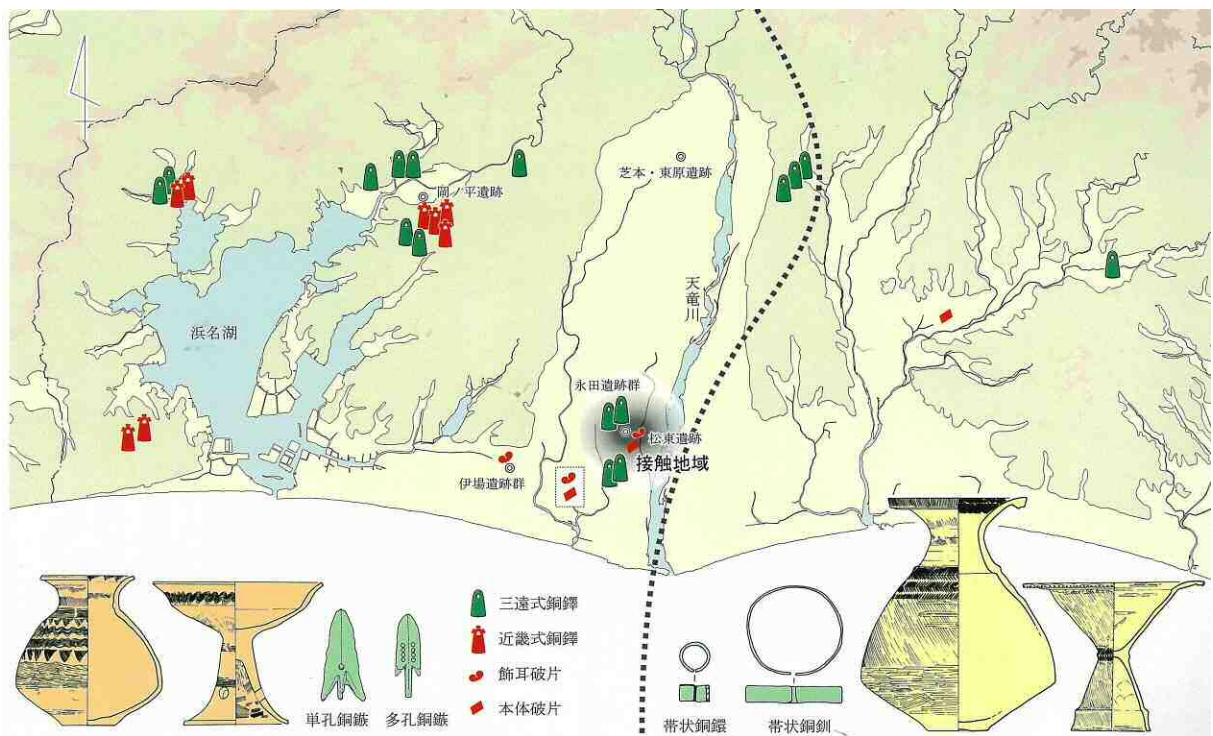 芝本・東原遺跡
岡ノ平遺跡
浜名湖
天竜川
永田遺跡群
松東遺跡
接触地域
伊場遺跡群
三遠式銅鐸
近畿式銅鐸
飾耳破片
本体破片
単孔銅鏃
多孔銅鏃
帯状銅鐶
帯状銅釧